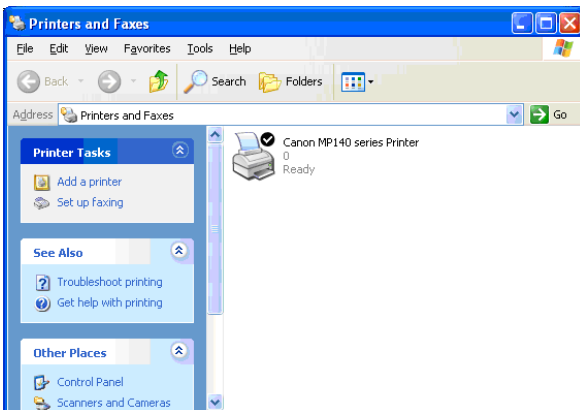 Printers and Faxes
File Edit View Favorites Tools Help
Back Search Folders
Address Printers and Faxes Go
Printer Tasks
Add a printer
Set up faxing
See Also
Troubleshoot printing
Get help with printing
Other Places
Control Panel
Scanners and Cameras
Canon MP140 series Printer
0
Ready